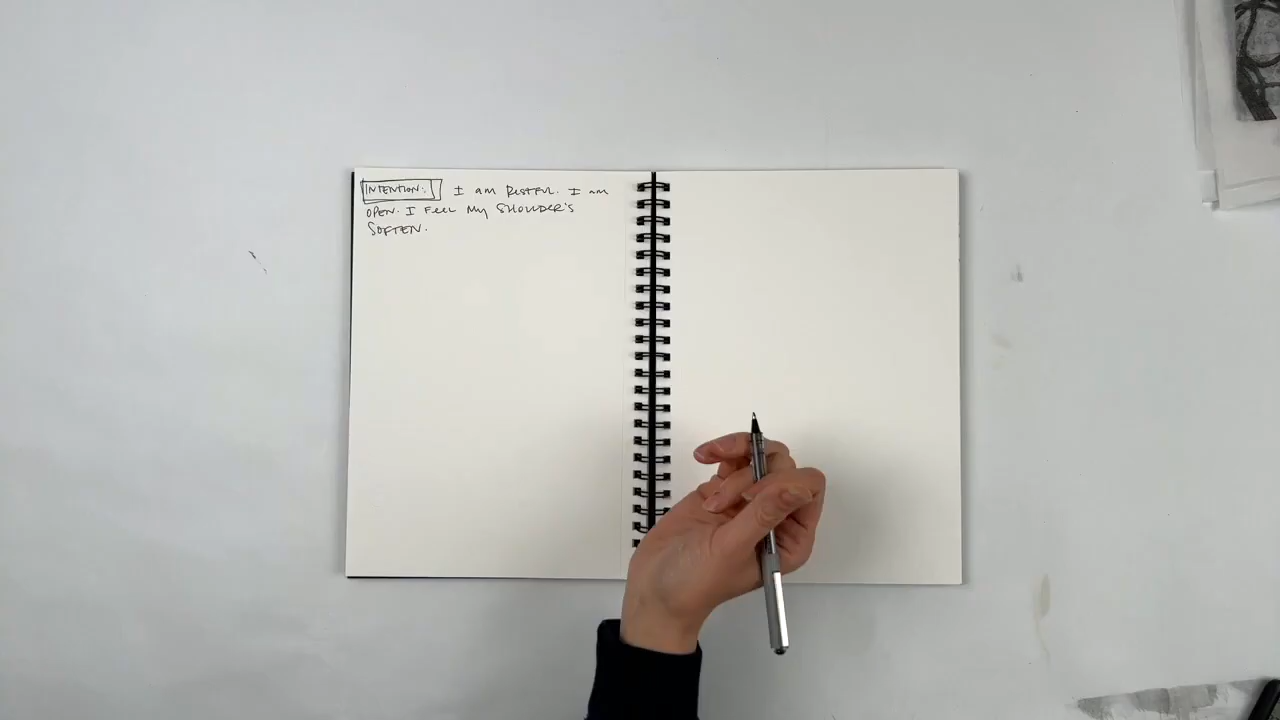 INTENTION: I am RESTFUL. I am
OPEN. I FEEL MY SHOULDER'S
SOFTEN.